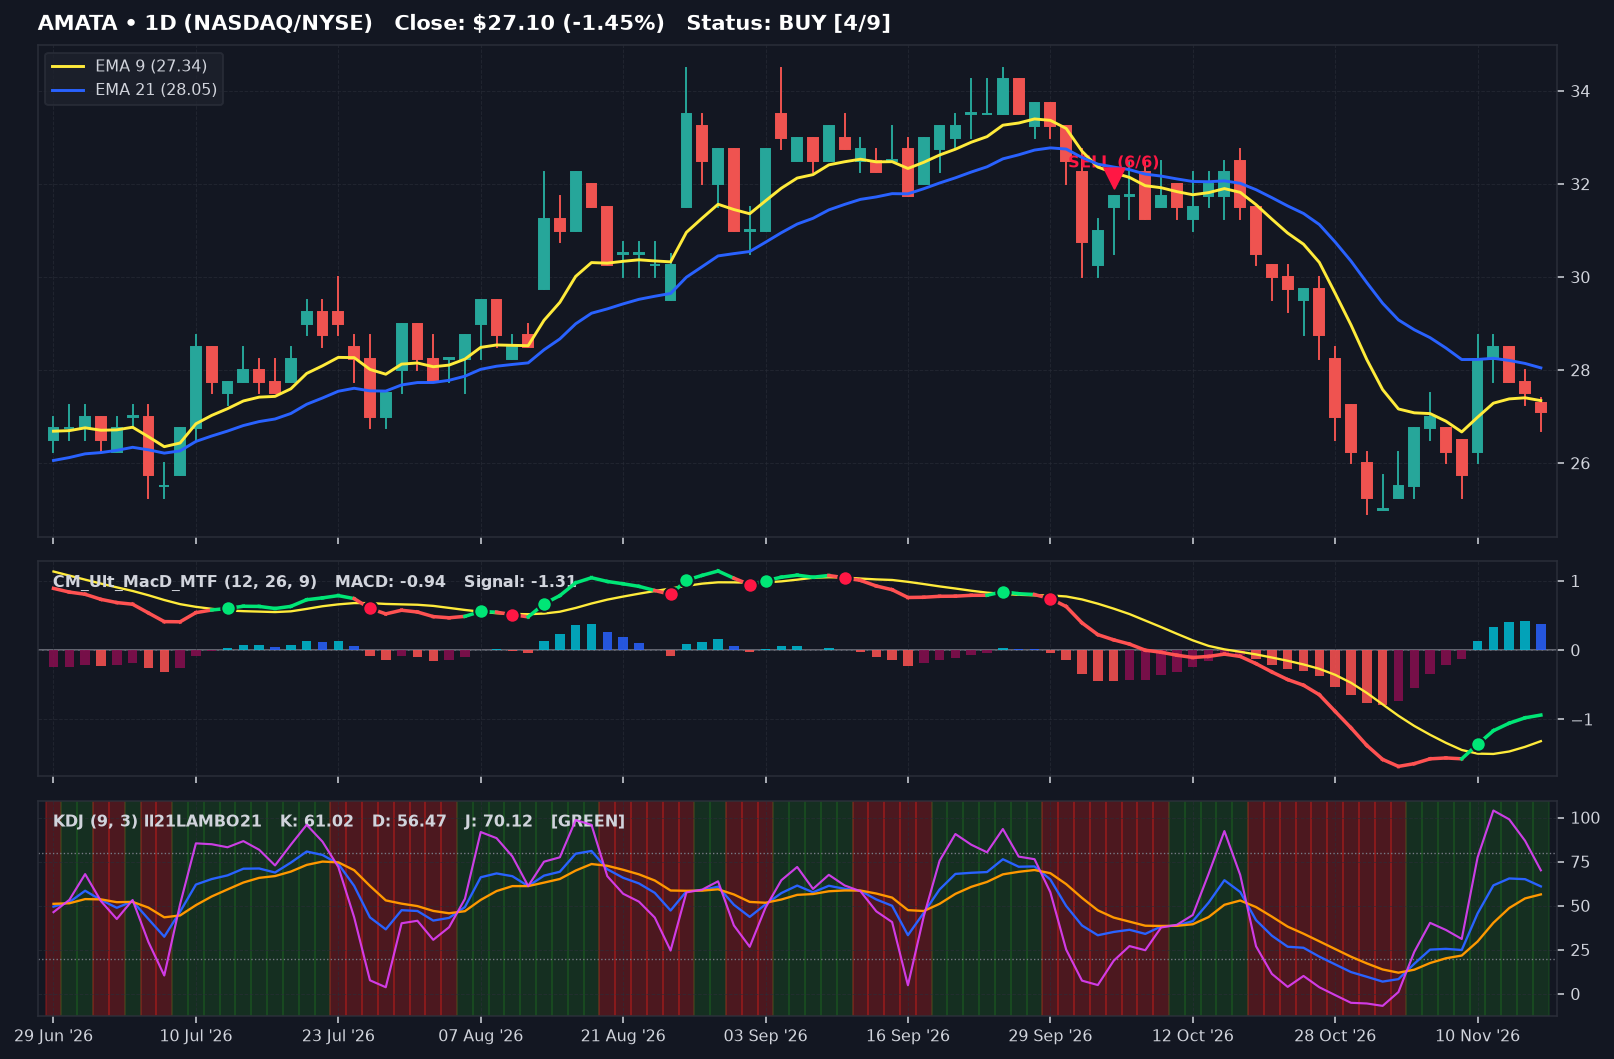 AMATA • 1D (NASDAQ/NYSE)   Close: $27.10 (-1.45%)   Status: BUY [4/9]
EMA 9 (27.34)
EMA 21 (28.05)
34
SELL (6/6)
32
30
28
26
CM_Ult_MacD_MTF (12, 26, 9)   MACD: -0.94   Signal: -1.31
1
0
−1
KDJ (9, 3) II21LAMBO21   K: 61.02   D: 56.47   J: 70.12   [GREEN]
100
75
50
25
0
29 Jun '26   10 Jul '26   23 Jul '26   07 Aug '26   21 Aug '26   03 Sep '26   16 Sep '26   29 Sep '26   12 Oct '26   28 Oct '26   10 Nov '26